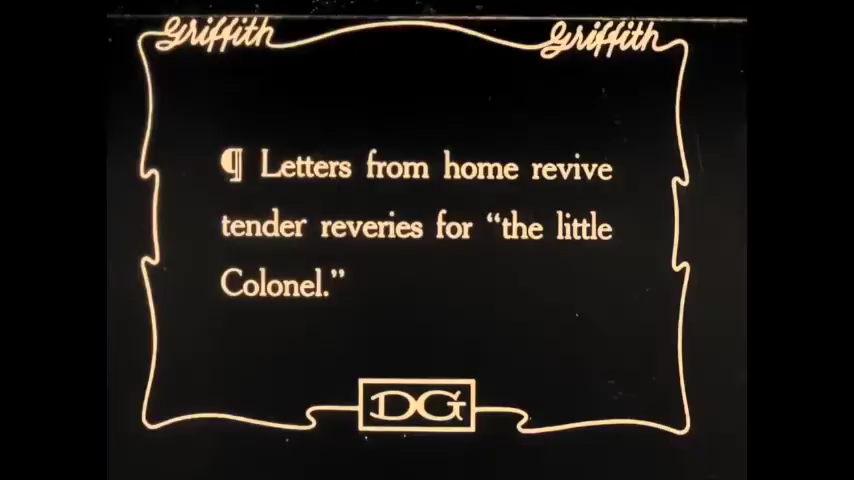 Griffith Griffith
¶ Letters from home revive
tender reveries for “the little
Colonel.”
DG